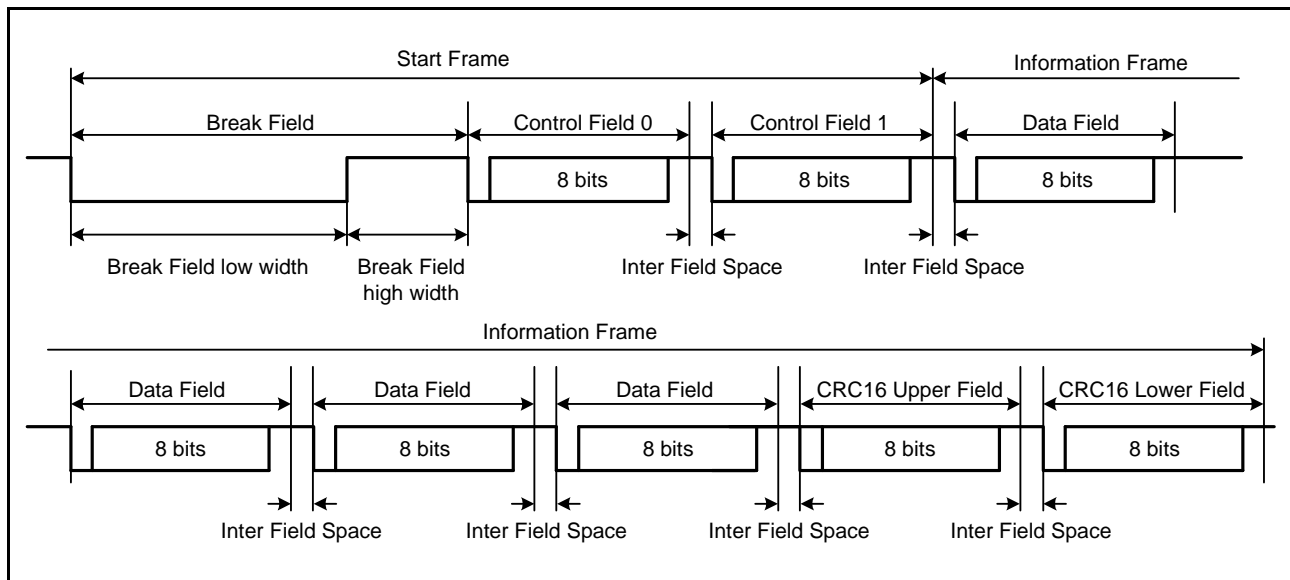 Start Frame
Information Frame
Break Field
Control Field 0
Control Field 1
Data Field
8 bits
8 bits
8 bits
Break Field low width
Break Field
high width
Inter Field Space
Inter Field Space
Information Frame
Data Field
Data Field
Data Field
CRC16 Upper Field
CRC16 Lower Field
8 bits
8 bits
8 bits
8 bits
8 bits
Inter Field Space
Inter Field Space
Inter Field Space
Inter Field Space